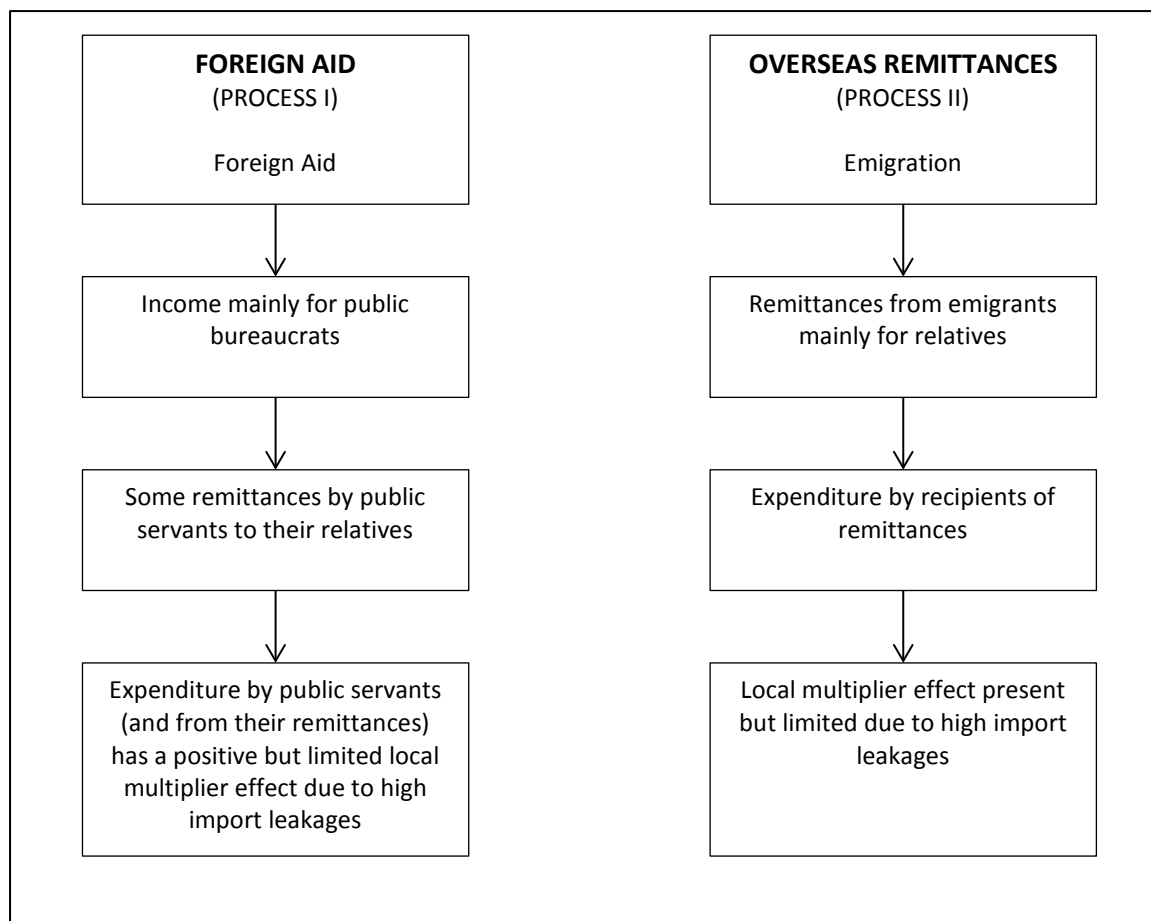 FOREIGN AID
(PROCESS I)
Foreign Aid
Income mainly for public
bureaucrats
Some remittances by public
servants to their relatives
Expenditure by public servants
(and from their remittances)
has a positive but limited local
multiplier effect due to high
import leakages
OVERSEAS REMITTANCES
(PROCESS II)
Emigration
Remittances from emigrants
mainly for relatives
Expenditure by recipients of
remittances
Local multiplier effect present
but limited due to high import
leakages